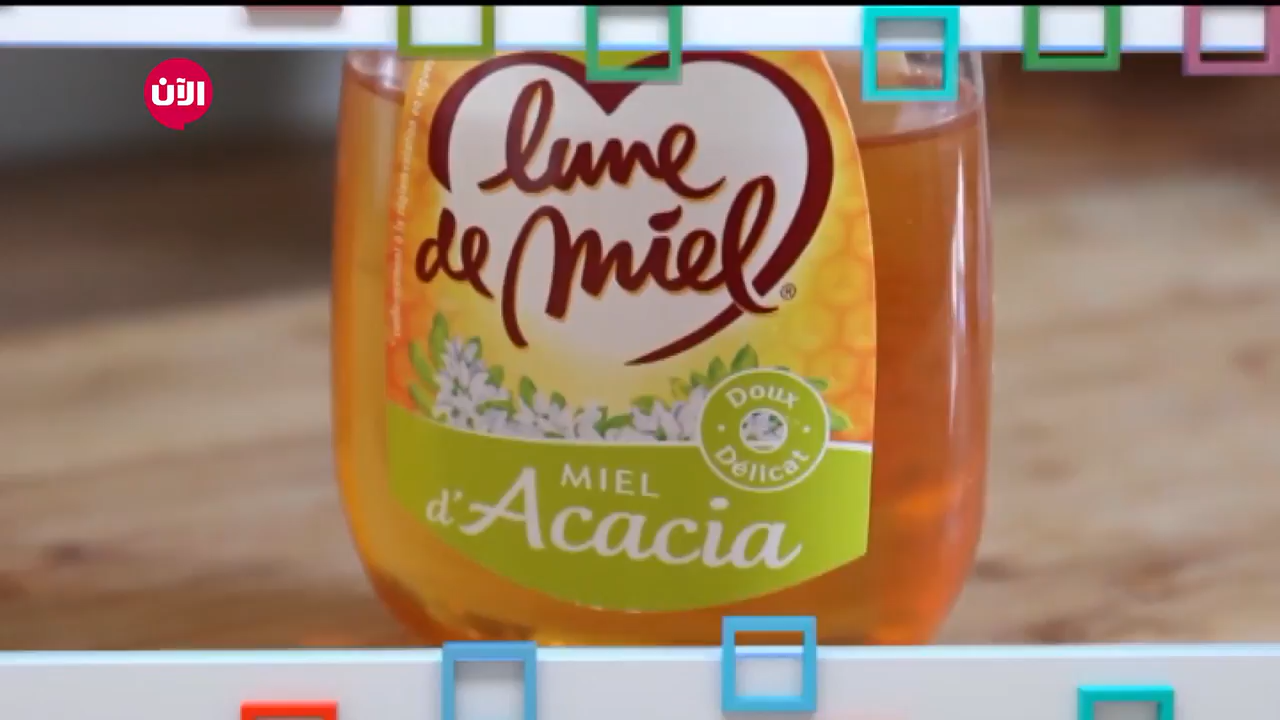 الآن
lune
de miel®
Doux
Délicat
MIEL
d'Acacia